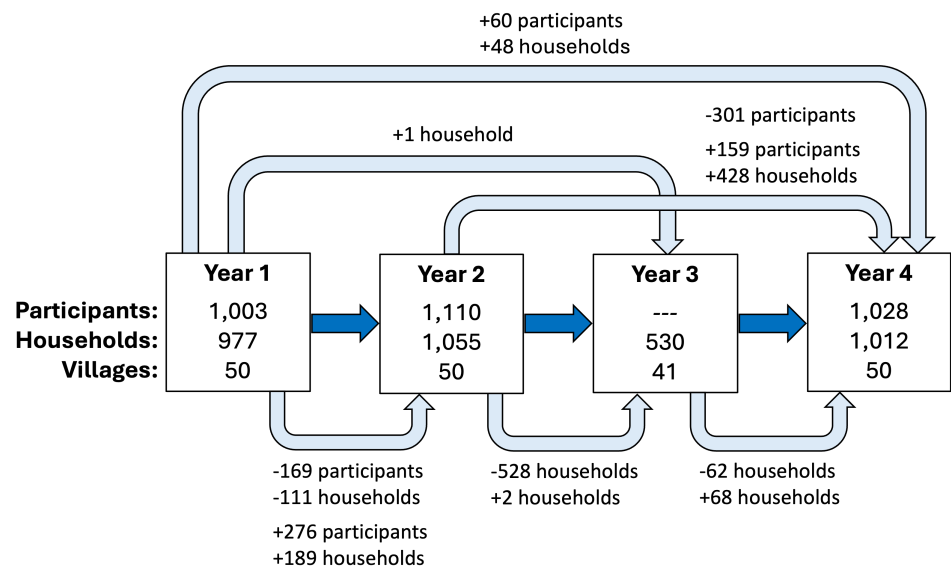 +60 participants
+48 households
-301 participants
+159 participants
+428 households
+1 household
Year 1
Year 2
Year 3
Year 4
Participants:
1,003
1,110
---
1,028
Households:
977
1,055
530
1,012
Villages:
50
50
41
50
-169 participants
-111 households
+276 participants
+189 households
-528 households
+2 households
-62 households
+68 households